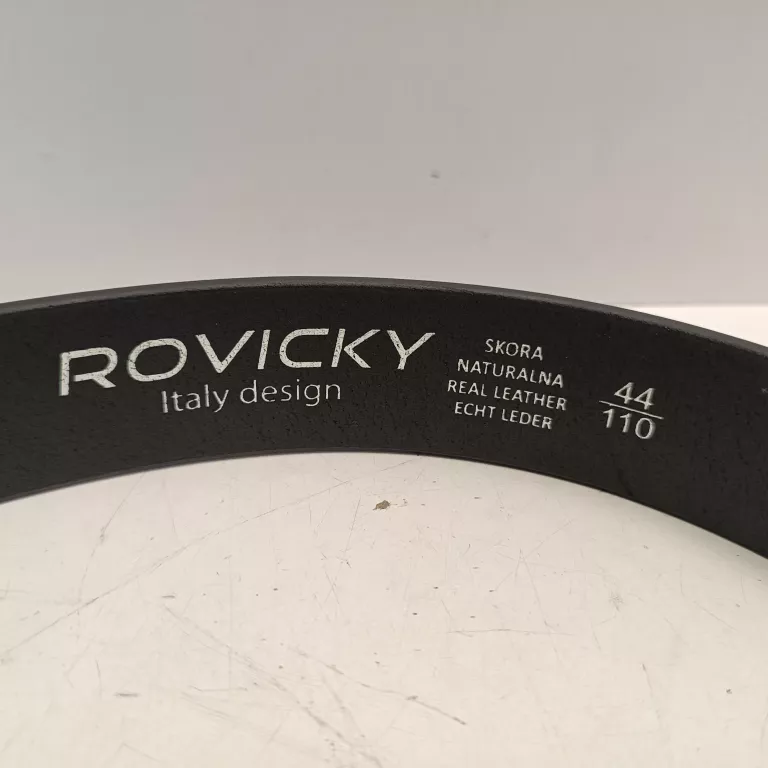 ROVICKY
Italy design
SKORA
NATURALNA
REAL LEATHER
ECHT LEDER
44
110